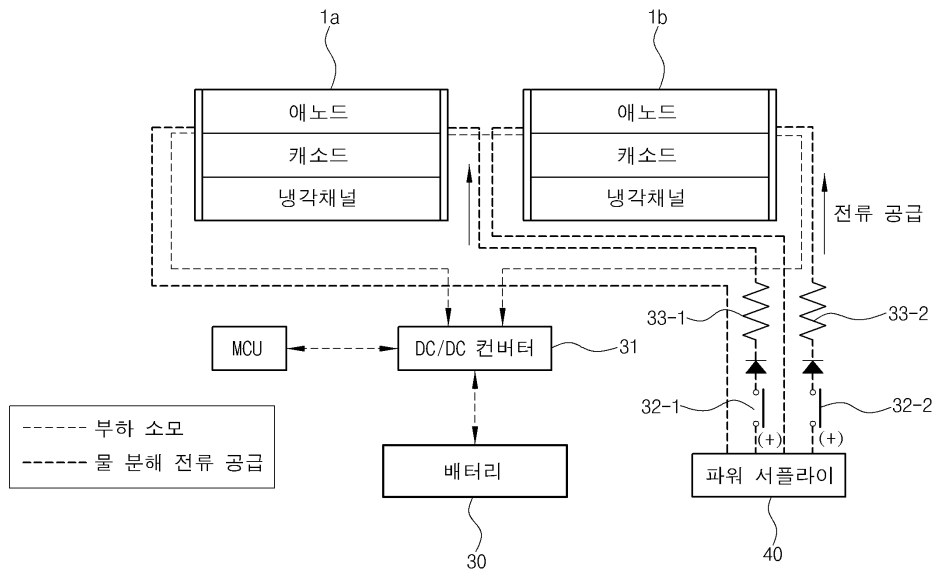 1a
1b
애노드
캐소드
냉각채널
애노드
캐소드
냉각채널
전류 공급
33-1
33-2
MCU
DC/DC 컨버터
31
32-1
32-2
(+)
(+)
부하 소모
물 분해 전류 공급
배터리
파워 서플라이
30
40